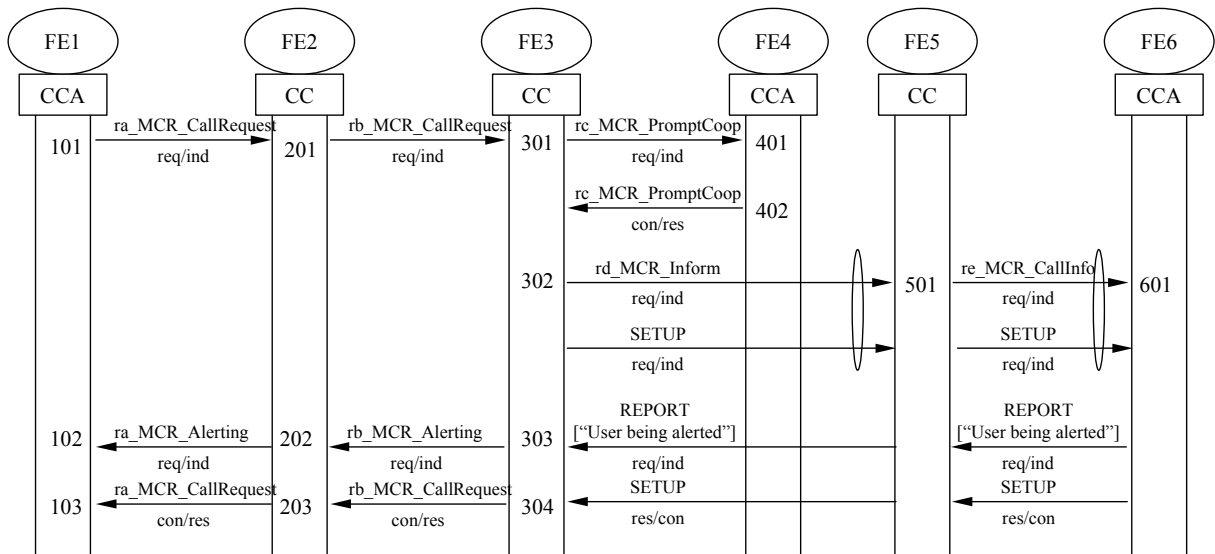 FE1 FE2 FE3 FE4 FE5 FE6
CCA CC CC CCA CC CCA
ra_MCR_CallRequest rb_MCR_CallRequest rc_MCR_PromptCoop
101 201 301 401
req/ind req/ind req/ind
rc_MCR_PromptCoop
402
con/res
rd_MCR_Inform re_MCR_CallInfo
302 501 601
req/ind req/ind
SETUP SETUP
req/ind req/ind
REPORT REPORT
102 ra_MCR_Alerting 202 rb_MCR_Alerting 303 [“User being alerted”] [“User being alerted”]
req/ind req/ind req/ind req/ind
ra_MCR_CallRequest rb_MCR_CallRequest SETUP SETUP
103 203 304
con/res con/res res/con res/con